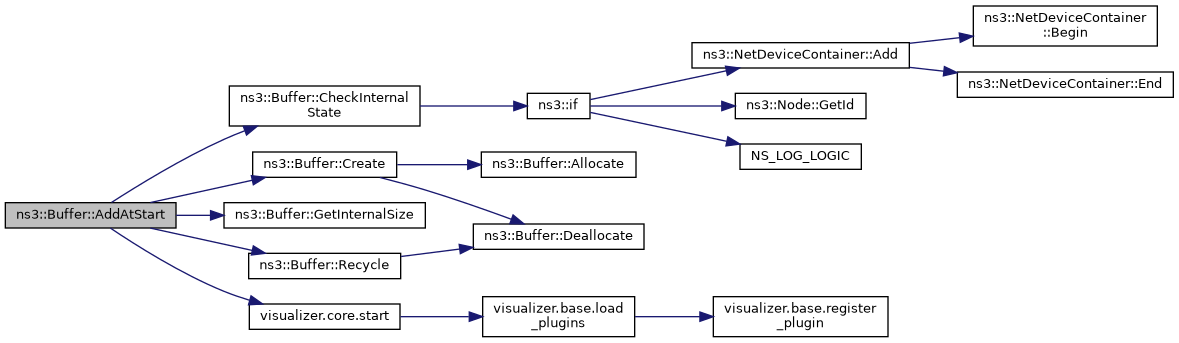 ns3::Buffer::AddAtStart
ns3::Buffer::CheckInternal
State
ns3::if
ns3::NetDeviceContainer::Add
ns3::NetDeviceContainer
::Begin
ns3::NetDeviceContainer::End
ns3::Node::GetId
NS_LOG_LOGIC
ns3::Buffer::Create
ns3::Buffer::Allocate
ns3::Buffer::Deallocate
ns3::Buffer::GetInternalSize
ns3::Buffer::Recycle
visualizer.core.start
visualizer.base.load
_plugins
visualizer.base.register
_plugin